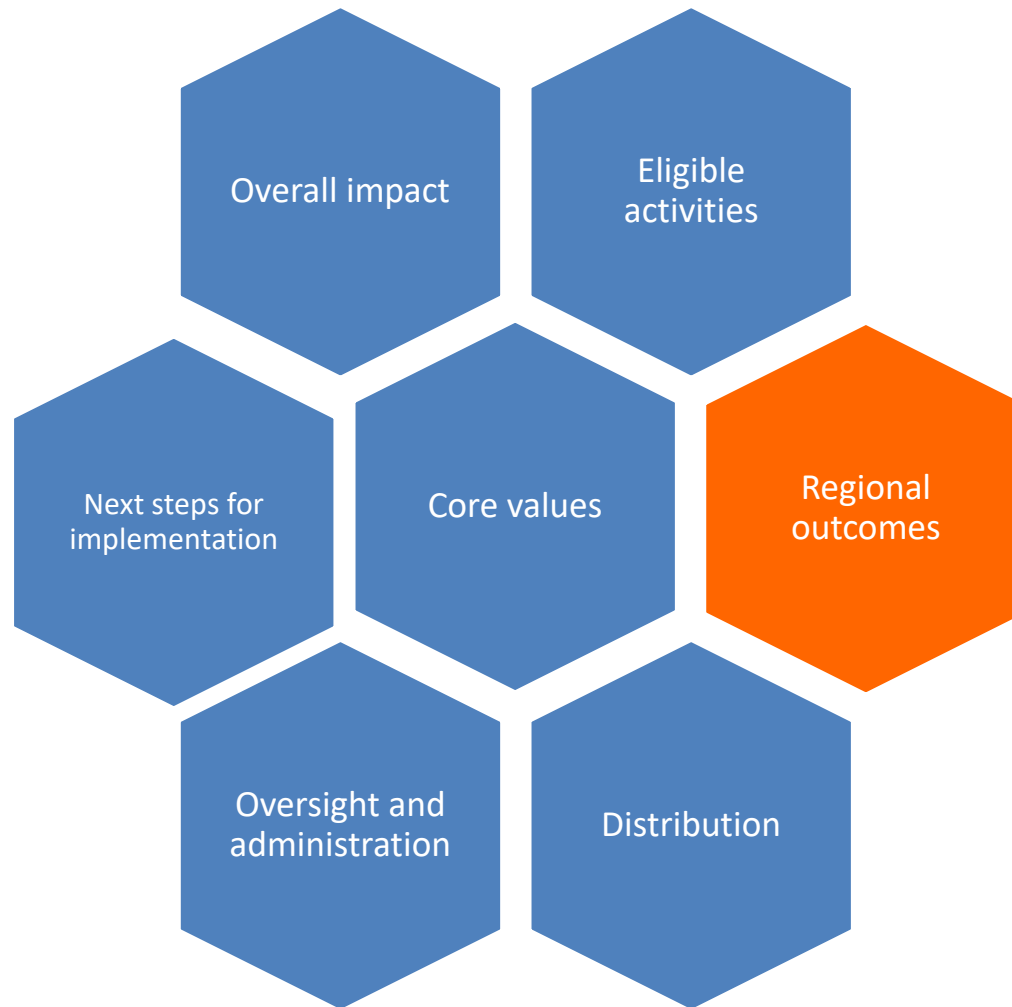 Overall impact
Eligible
activities
Next steps for
implementation
Core values
Regional
outcomes
Oversight and
administration
Distribution